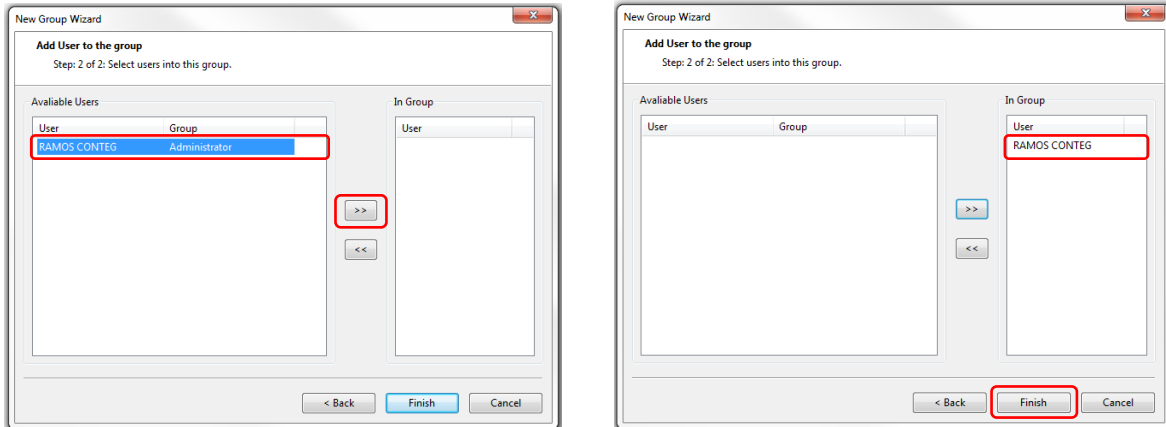 New Group Wizard
Add User to the group
Step: 2 of 2: Select users into this group.
Avaliable Users
In Group
User Group
User
RAMOS CONTEG Administrator
>>
<<
< Back Finish Cancel
New Group Wizard
Add User to the group
Step: 2 of 2: Select users into this group.
Avaliable Users
In Group
User Group
User
RAMOS CONTEG
>>
<<
< Back Finish Cancel